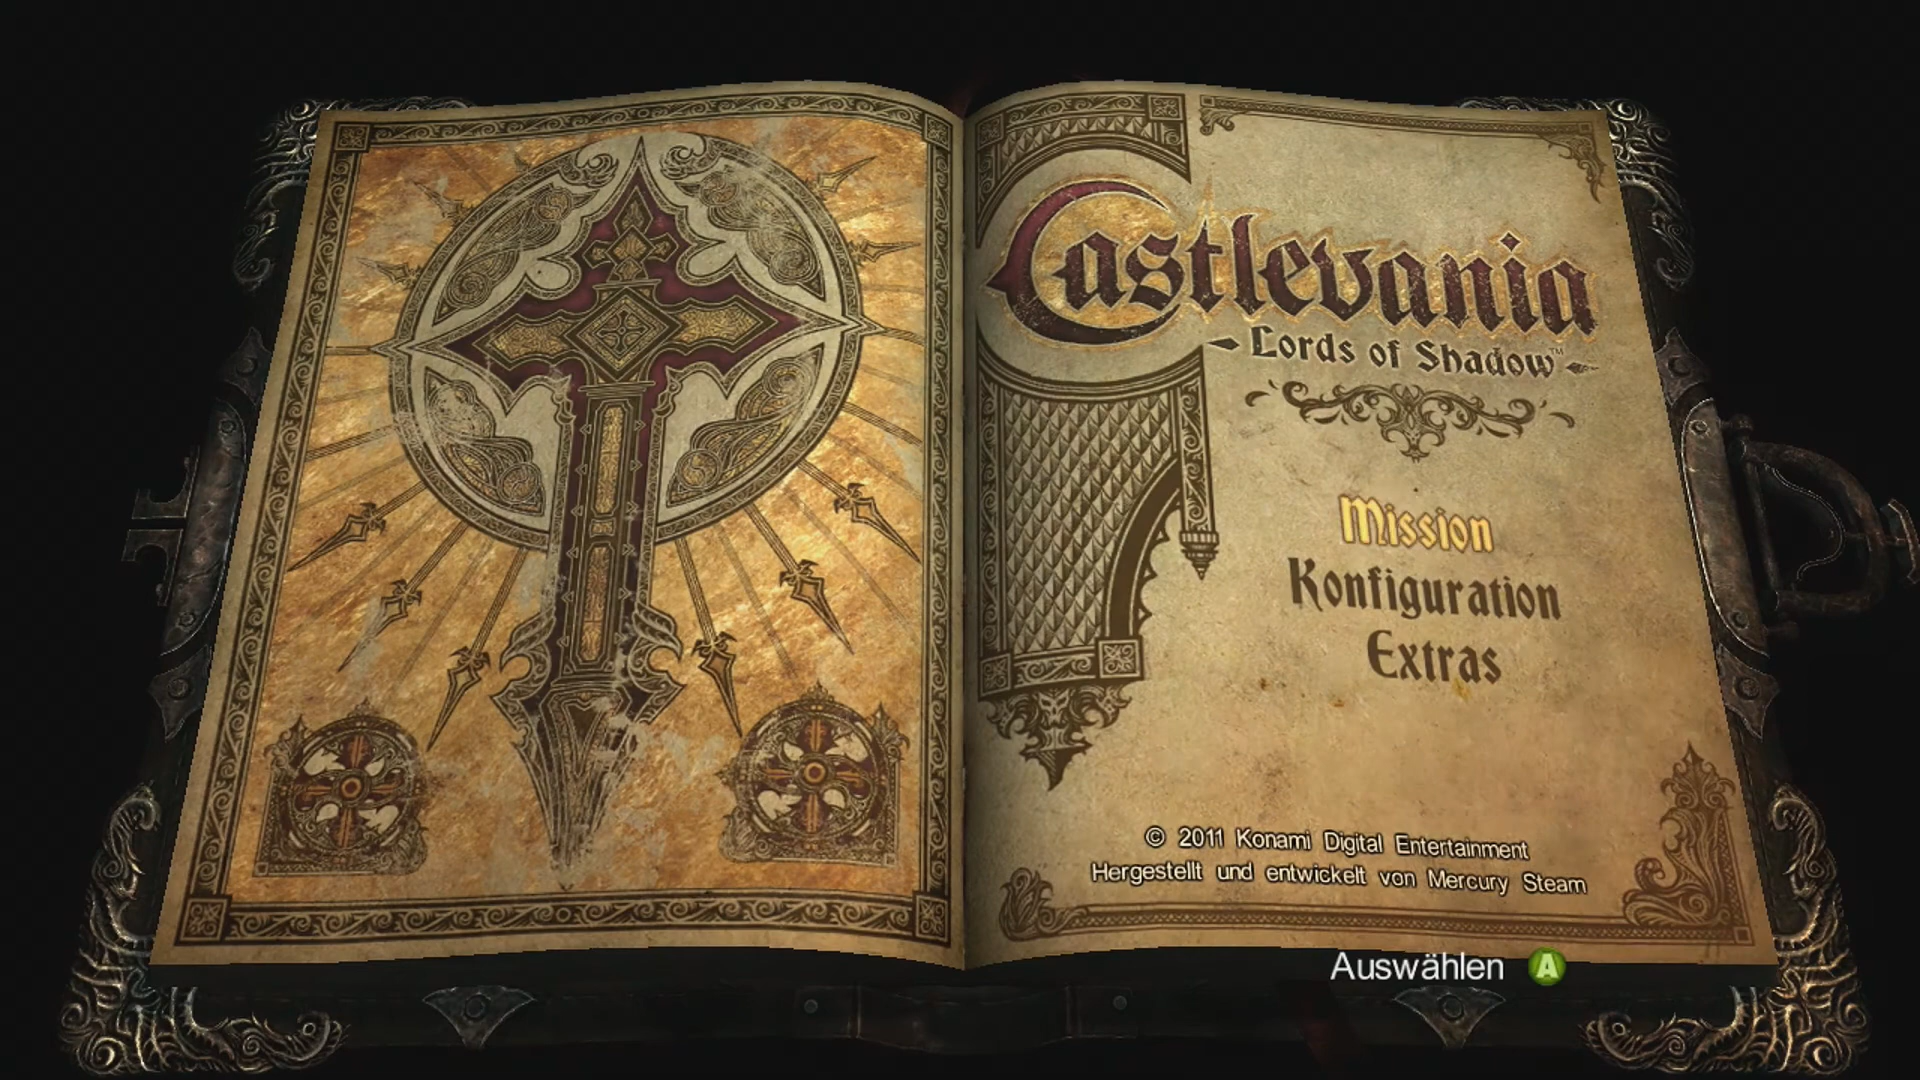 Castlevania
Lords of Shadow™
Mission
Konfiguration
Extras
© 2011 Konami Digital Entertainment
Hergestellt und entwickelt von Mercury Steam
Auswählen A